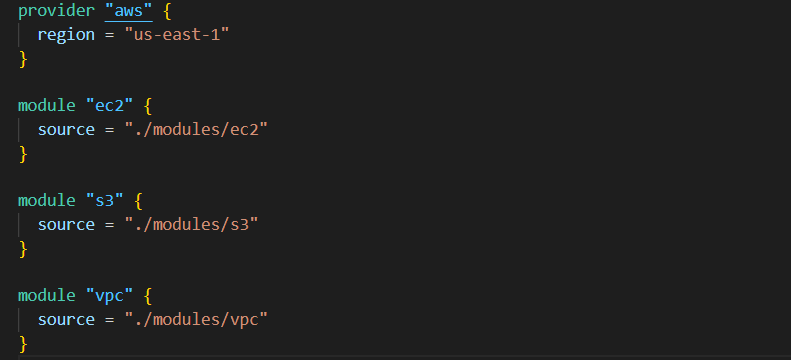 provider "aws" {
  region = "us-east-1"
}
module "ec2" {
  source = "./modules/ec2"
}
module "s3" {
  source = "./modules/s3"
}
module "vpc" {
  source = "./modules/vpc"
}